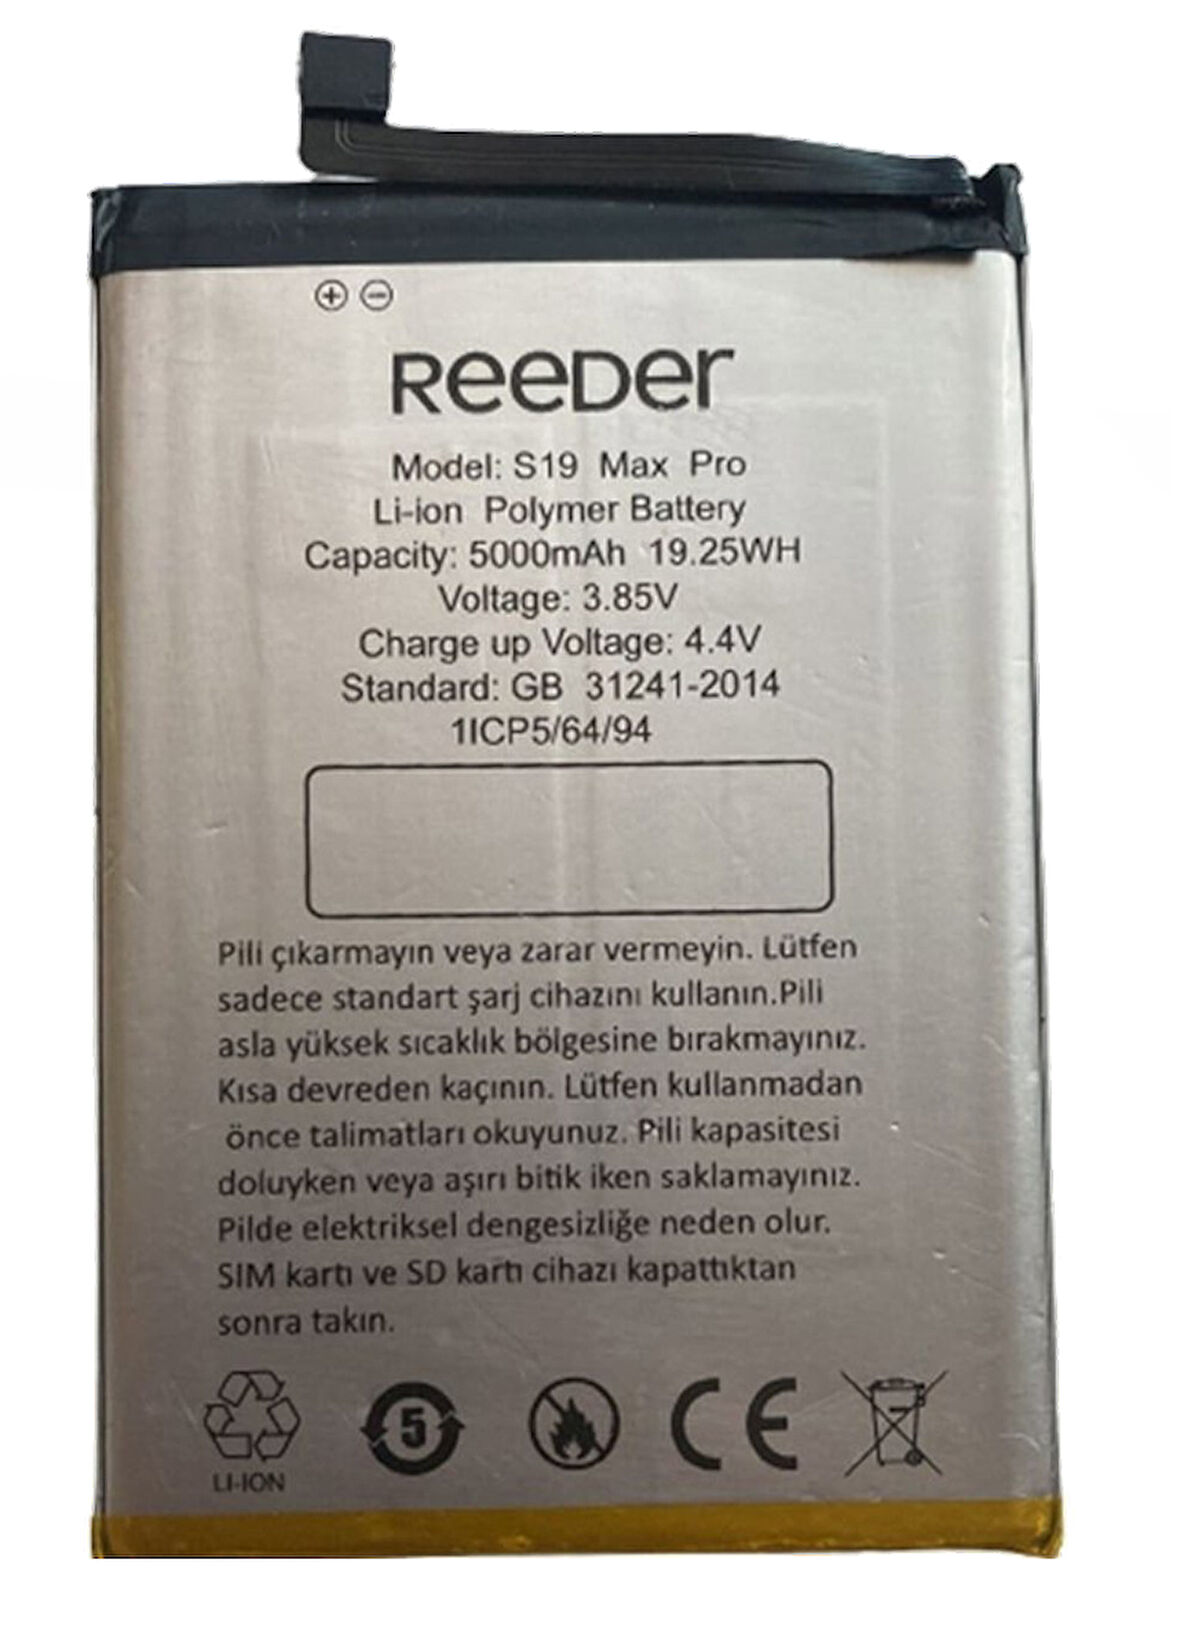 ReeDer
Model: S19 Max Pro
Li-ion Polymer Battery
Capacity: 5000mAh 19.25WH
Voltage: 3.85V
Charge up Voltage: 4.4V
Standard: GB 31241-2014
1ICP5/64/94
Pili çıkarmayın veya zarar vermeyin. Lütfen
sadece standart şarj cihazını kullanın.Pili
asla yüksek sıcaklık bölgesine bırakmayınız.
Kısa devreden kaçının. Lütfen kullanmadan
önce talimatları okuyunuz. Pili kapasitesi
doluyken veya aşırı bitik iken saklamayınız.
Pilde elektriksel dengesizliğe neden olur.
SIM kartı ve SD kartı cihazı kapattıktan
sonra takın.
5 CE
LI-ION